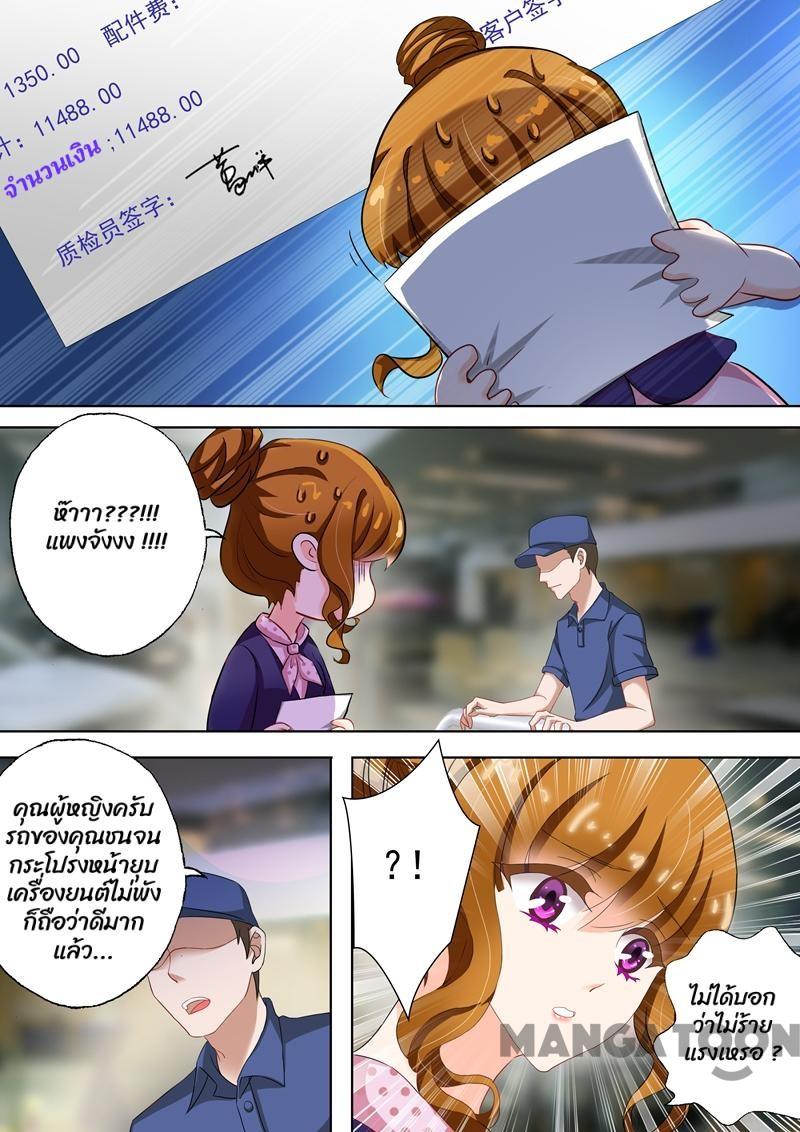 1350.00 配件费:
客户签字
计: 11488.00
จำนวนเงิน ;11488.00
质检员签字:
ห๊าาา???!!!
แพงจังงง !!!!
คุณผู้หญิงครับ
รถของคุณชนจน
กระโปรงหน้ายุบ
เครื่องยนต์ไม่พัง
ก็ถือว่าดีมาก
แล้ว...
?!
ไม่ได้บอก
ว่าไม่ร้าย
แรงเหรอ ?
MANGATOON